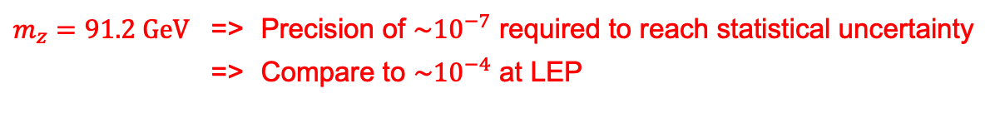 m_z = 91.2 GeV => Precision of ~10⁻⁷ required to reach statistical uncertainty
=> Compare to ~10⁻⁴ at LEP